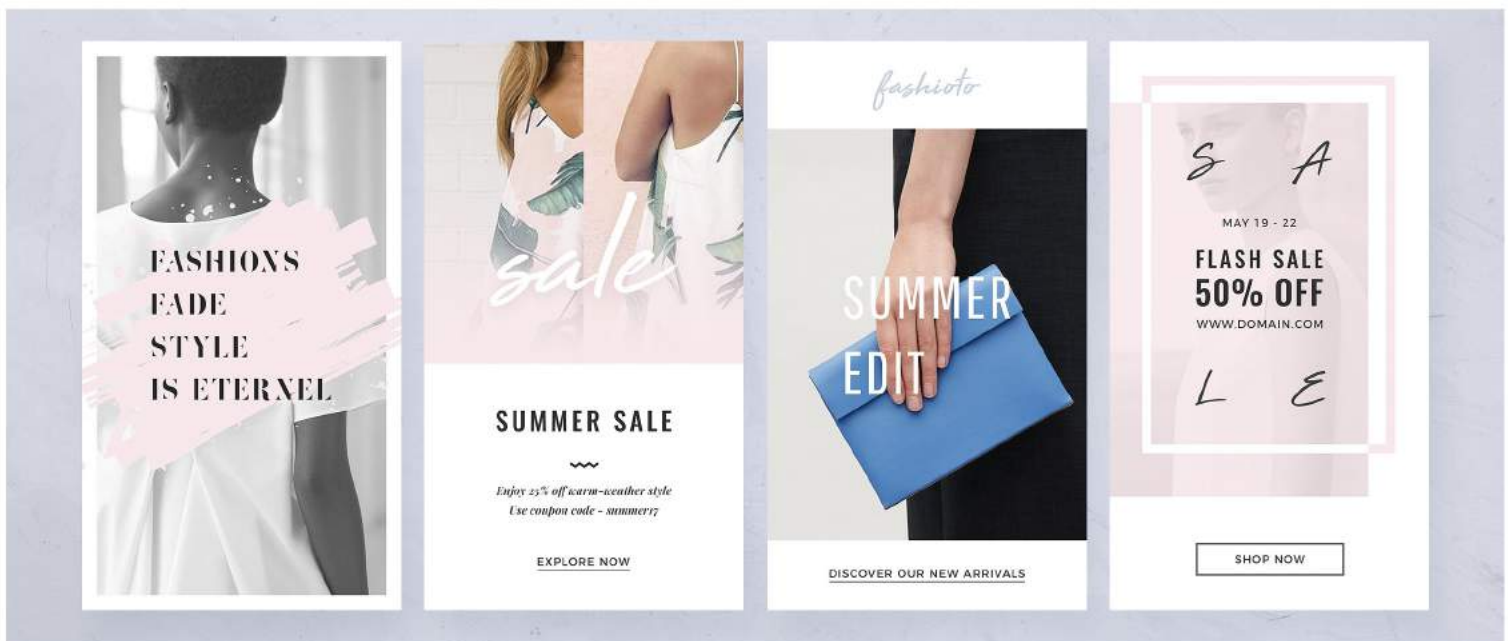 FASHIONS
FADE
STYLE
IS ETERNEL
sale
SUMMER SALE
Enjoy 25% off warm-weather style
Use coupon code - summer17
EXPLORE NOW
fashioto
SUMMER
EDIT
DISCOVER OUR NEW ARRIVALS
S A
MAY 19 - 22
FLASH SALE
50% OFF
WWW.DOMAIN.COM
L E
SHOP NOW